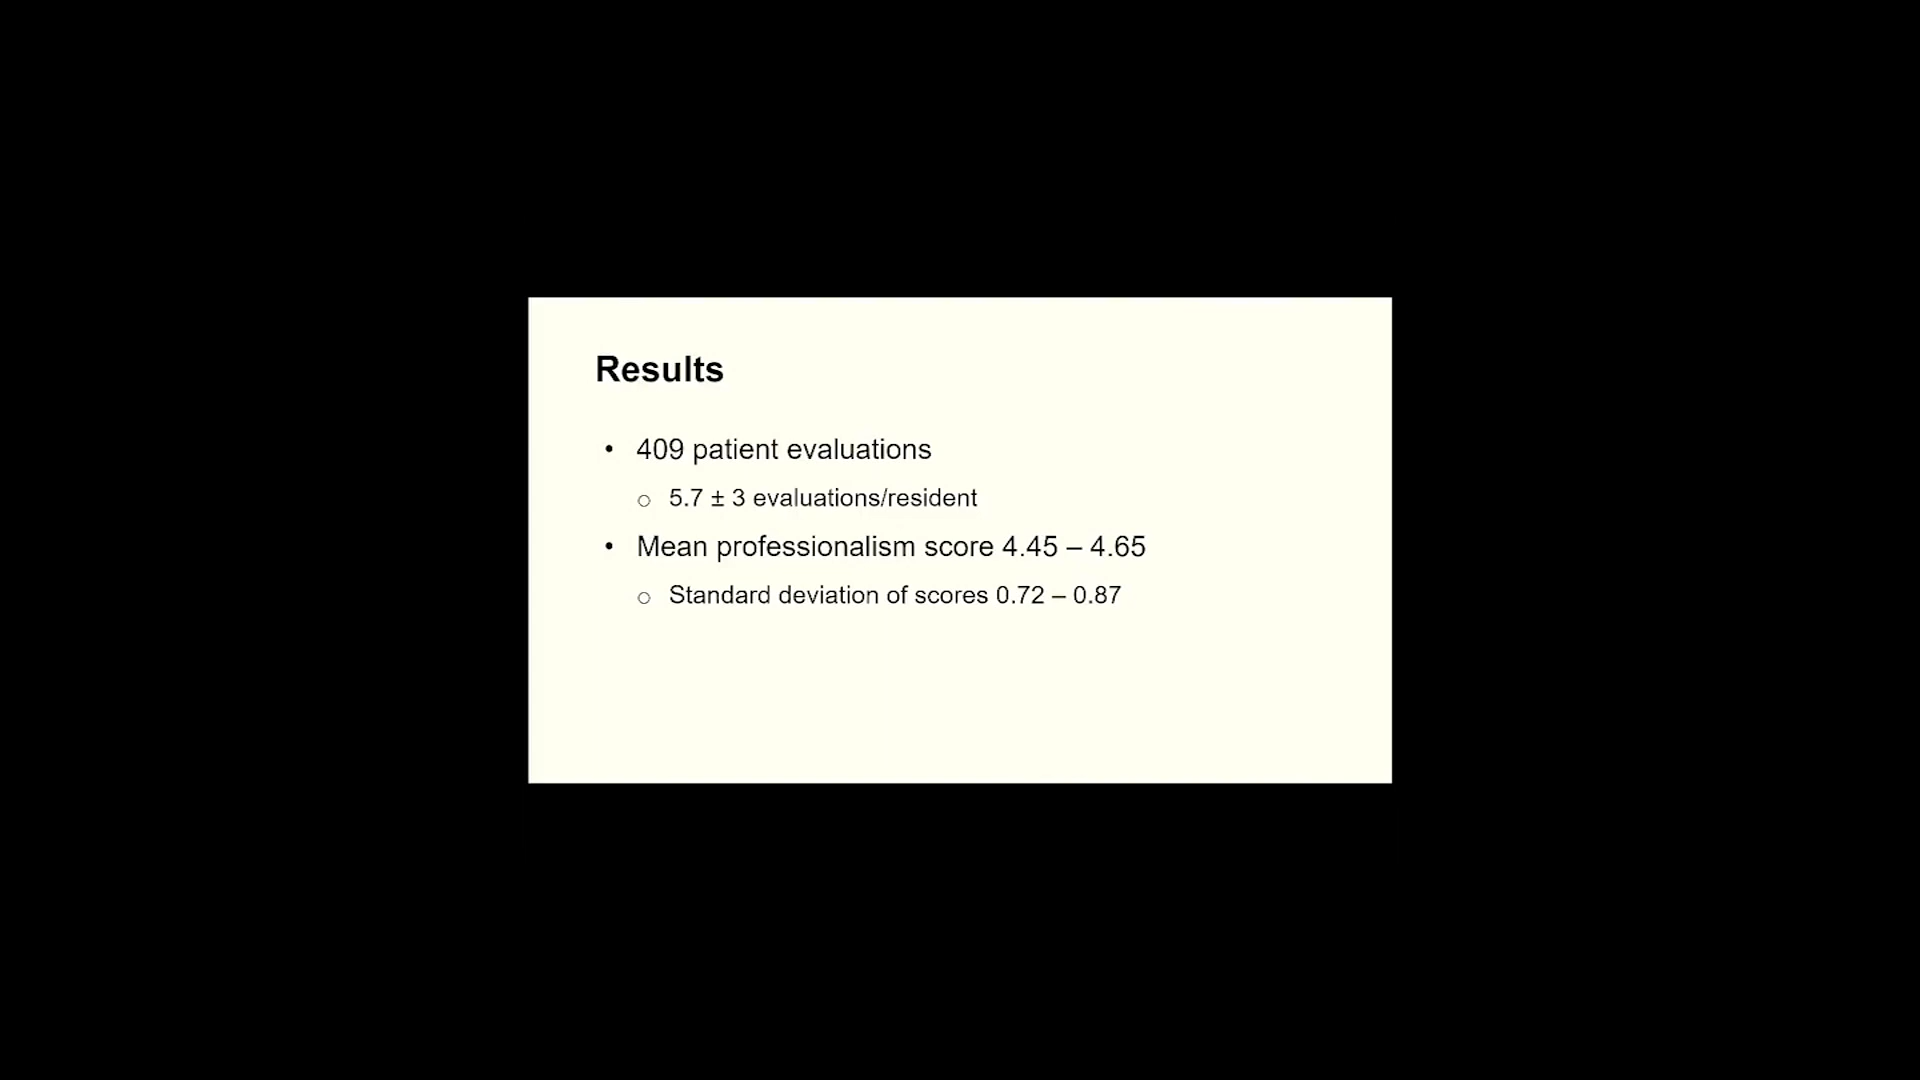 Results
• 409 patient evaluations
○ 5.7 ± 3 evaluations/resident
• Mean professionalism score 4.45 – 4.65
○ Standard deviation of scores 0.72 – 0.87